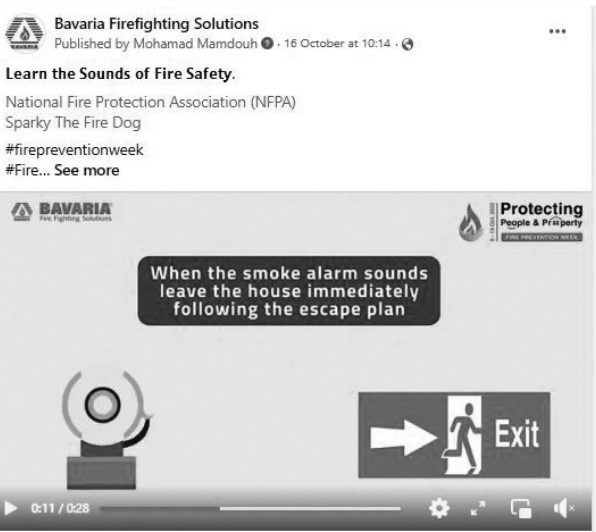 Bavaria Firefighting Solutions
Published by Mohamad Mamdouh · 16 October at 10:14 ·
Learn the Sounds of Fire Safety.
National Fire Protection Association (NFPA)
Sparky The Fire Dog
#firepreventionweek
#Fire... See more
BAVARIA
Fire Fighting Solutions
Protecting
People & Property
FIRE PREVENTION WEEK
When the smoke alarm sounds
leave the house immediately
following the escape plan
Exit
0:11 / 0:28